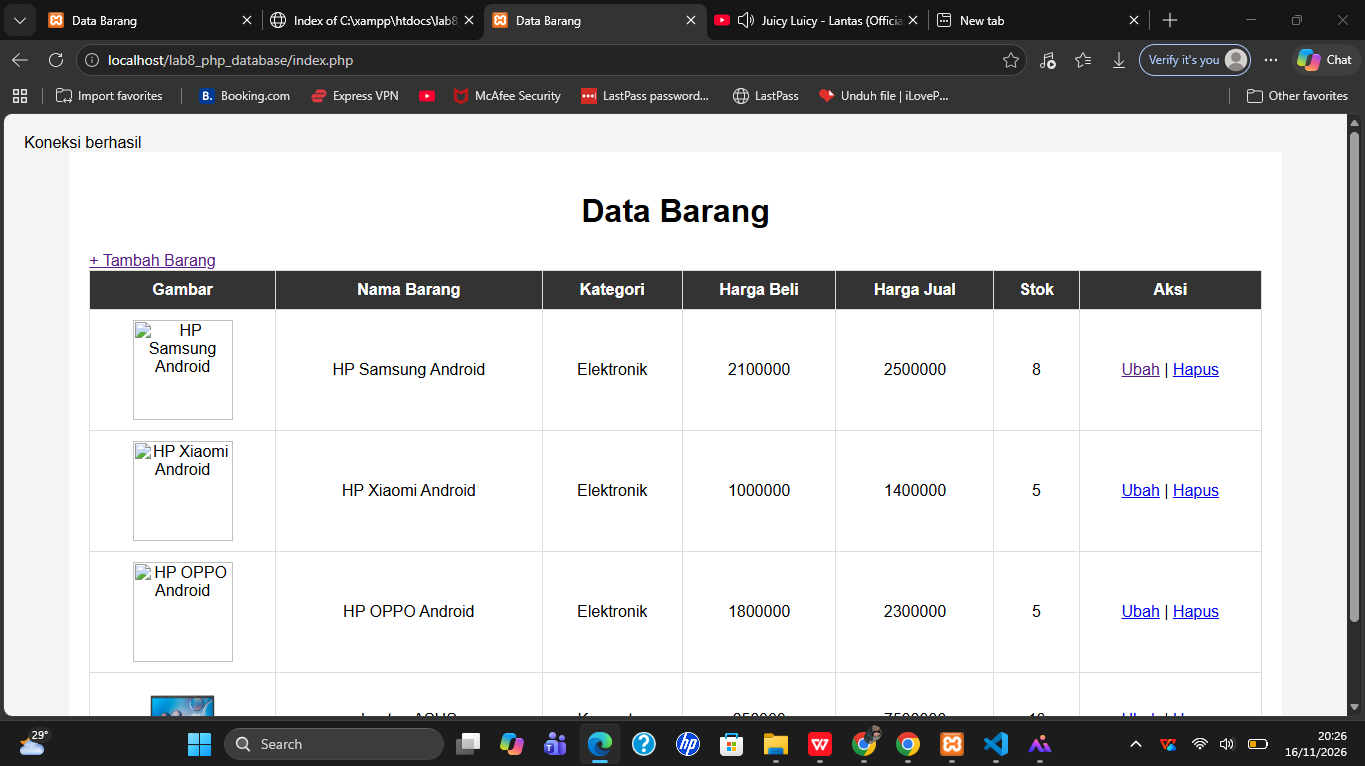 Data Barang
Index of C:\xampp\htdocs\lab8
Data Barang
Juicy Luicy - Lantas (Officia
New tab
localhost/lab8_php_database/index.php
Verify it's you
Chat
Import favorites
B. Booking.com
Express VPN
McAfee Security
LastPass password...
LastPass
Unduh file | iLoveP...
Other favorites
Koneksi berhasil
Data Barang
+ Tambah Barang
Gambar Nama Barang Kategori Harga Beli Harga Jual Stok Aksi
HP Samsung Android HP Samsung Android Elektronik 2100000 2500000 8 Ubah | Hapus
HP Xiaomi Android HP Xiaomi Android Elektronik 1000000 1400000 5 Ubah | Hapus
HP OPPO Android HP OPPO Android Elektronik 1800000 2300000 5 Ubah | Hapus
29°
Search
20:26
16/11/2026